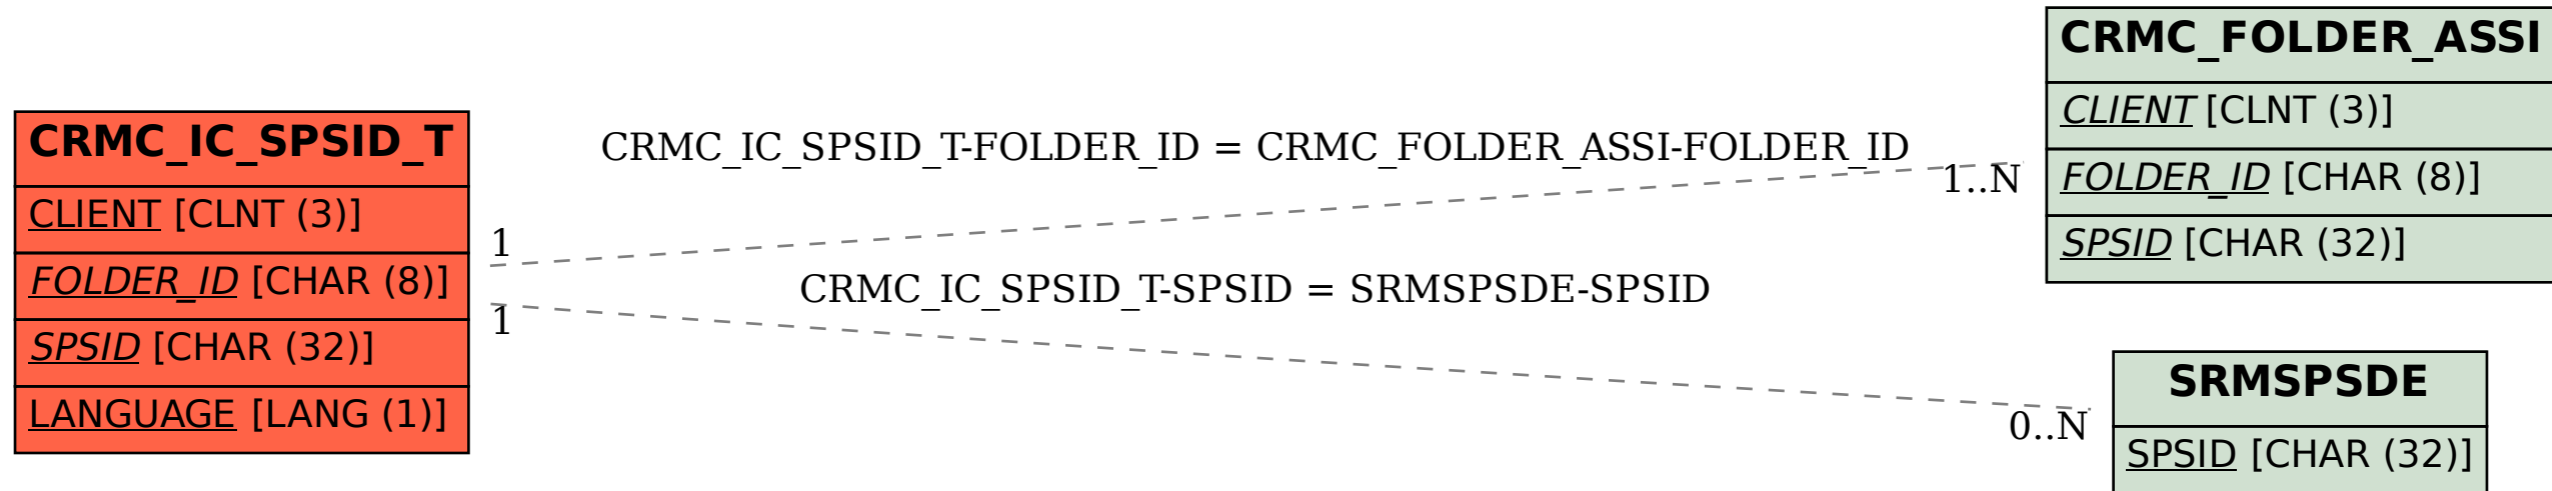 CRMC_IC_SPSID_T
CLIENT [CLNT (3)]
FOLDER_ID [CHAR (8)]
SPSID [CHAR (32)]
LANGUAGE [LANG (1)]
CRMC_IC_SPSID_T-FOLDER_ID = CRMC_FOLDER_ASSI-FOLDER_ID
1
1..N
CRMC_IC_SPSID_T-SPSID = SRMSPSDE-SPSID
1
0..N
CRMC_FOLDER_ASSI
CLIENT [CLNT (3)]
FOLDER_ID [CHAR (8)]
SPSID [CHAR (32)]
SRMSPSDE
SPSID [CHAR (32)]